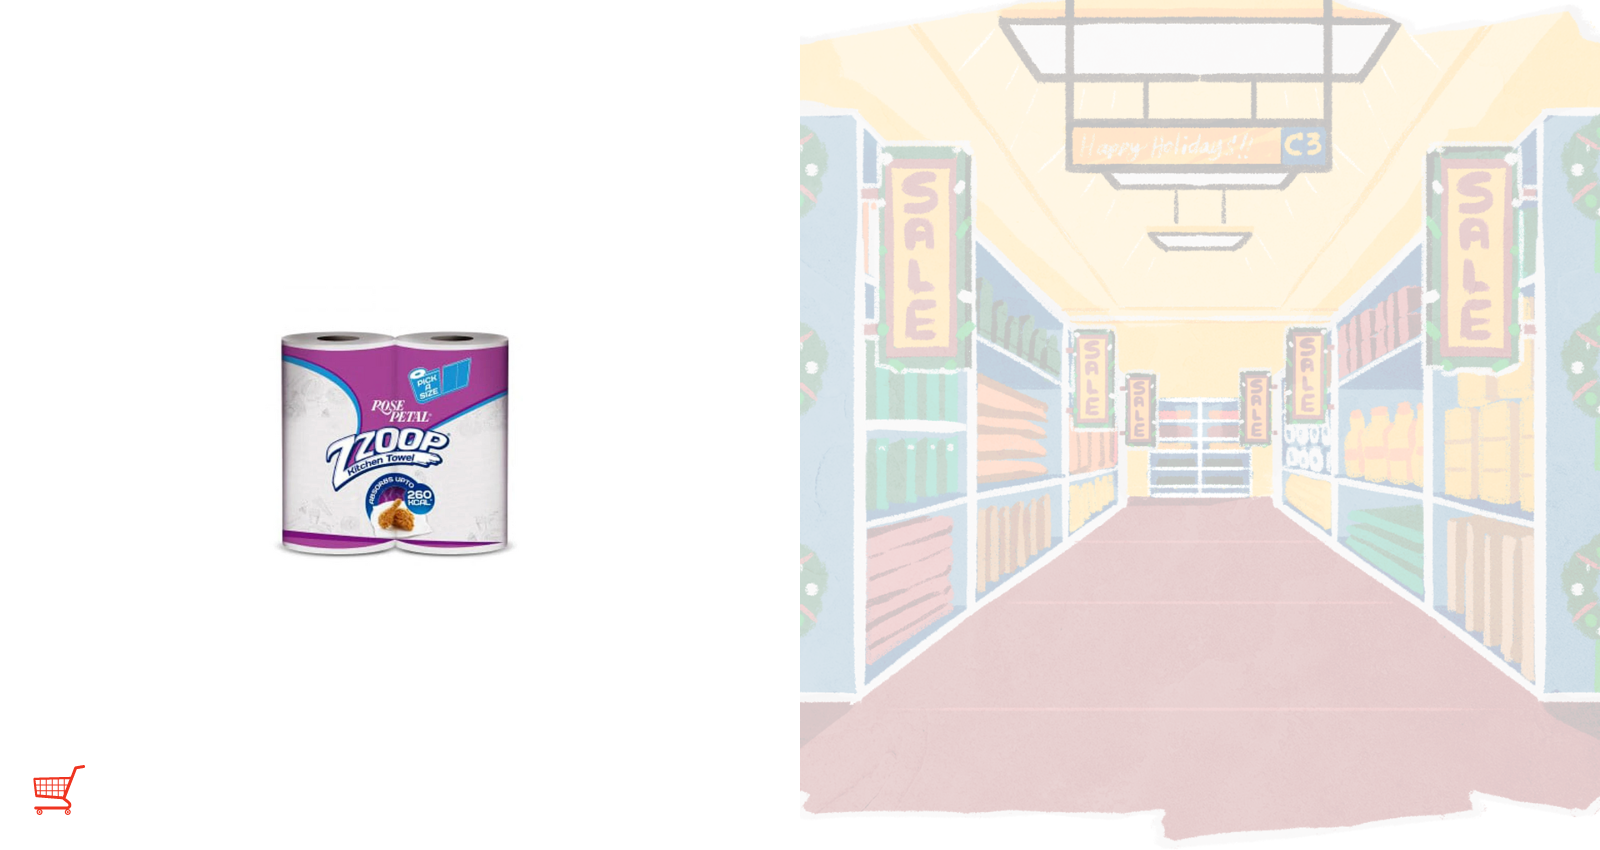 PICK
A
SIZE
ROSE
PETAL
ZZOOP
Kitchen Towel
ABSORBS UPTO
260
KCAL*
Happy Holidays!!
C3
SALE
SALE
SALE
SALE
SALE
SALE